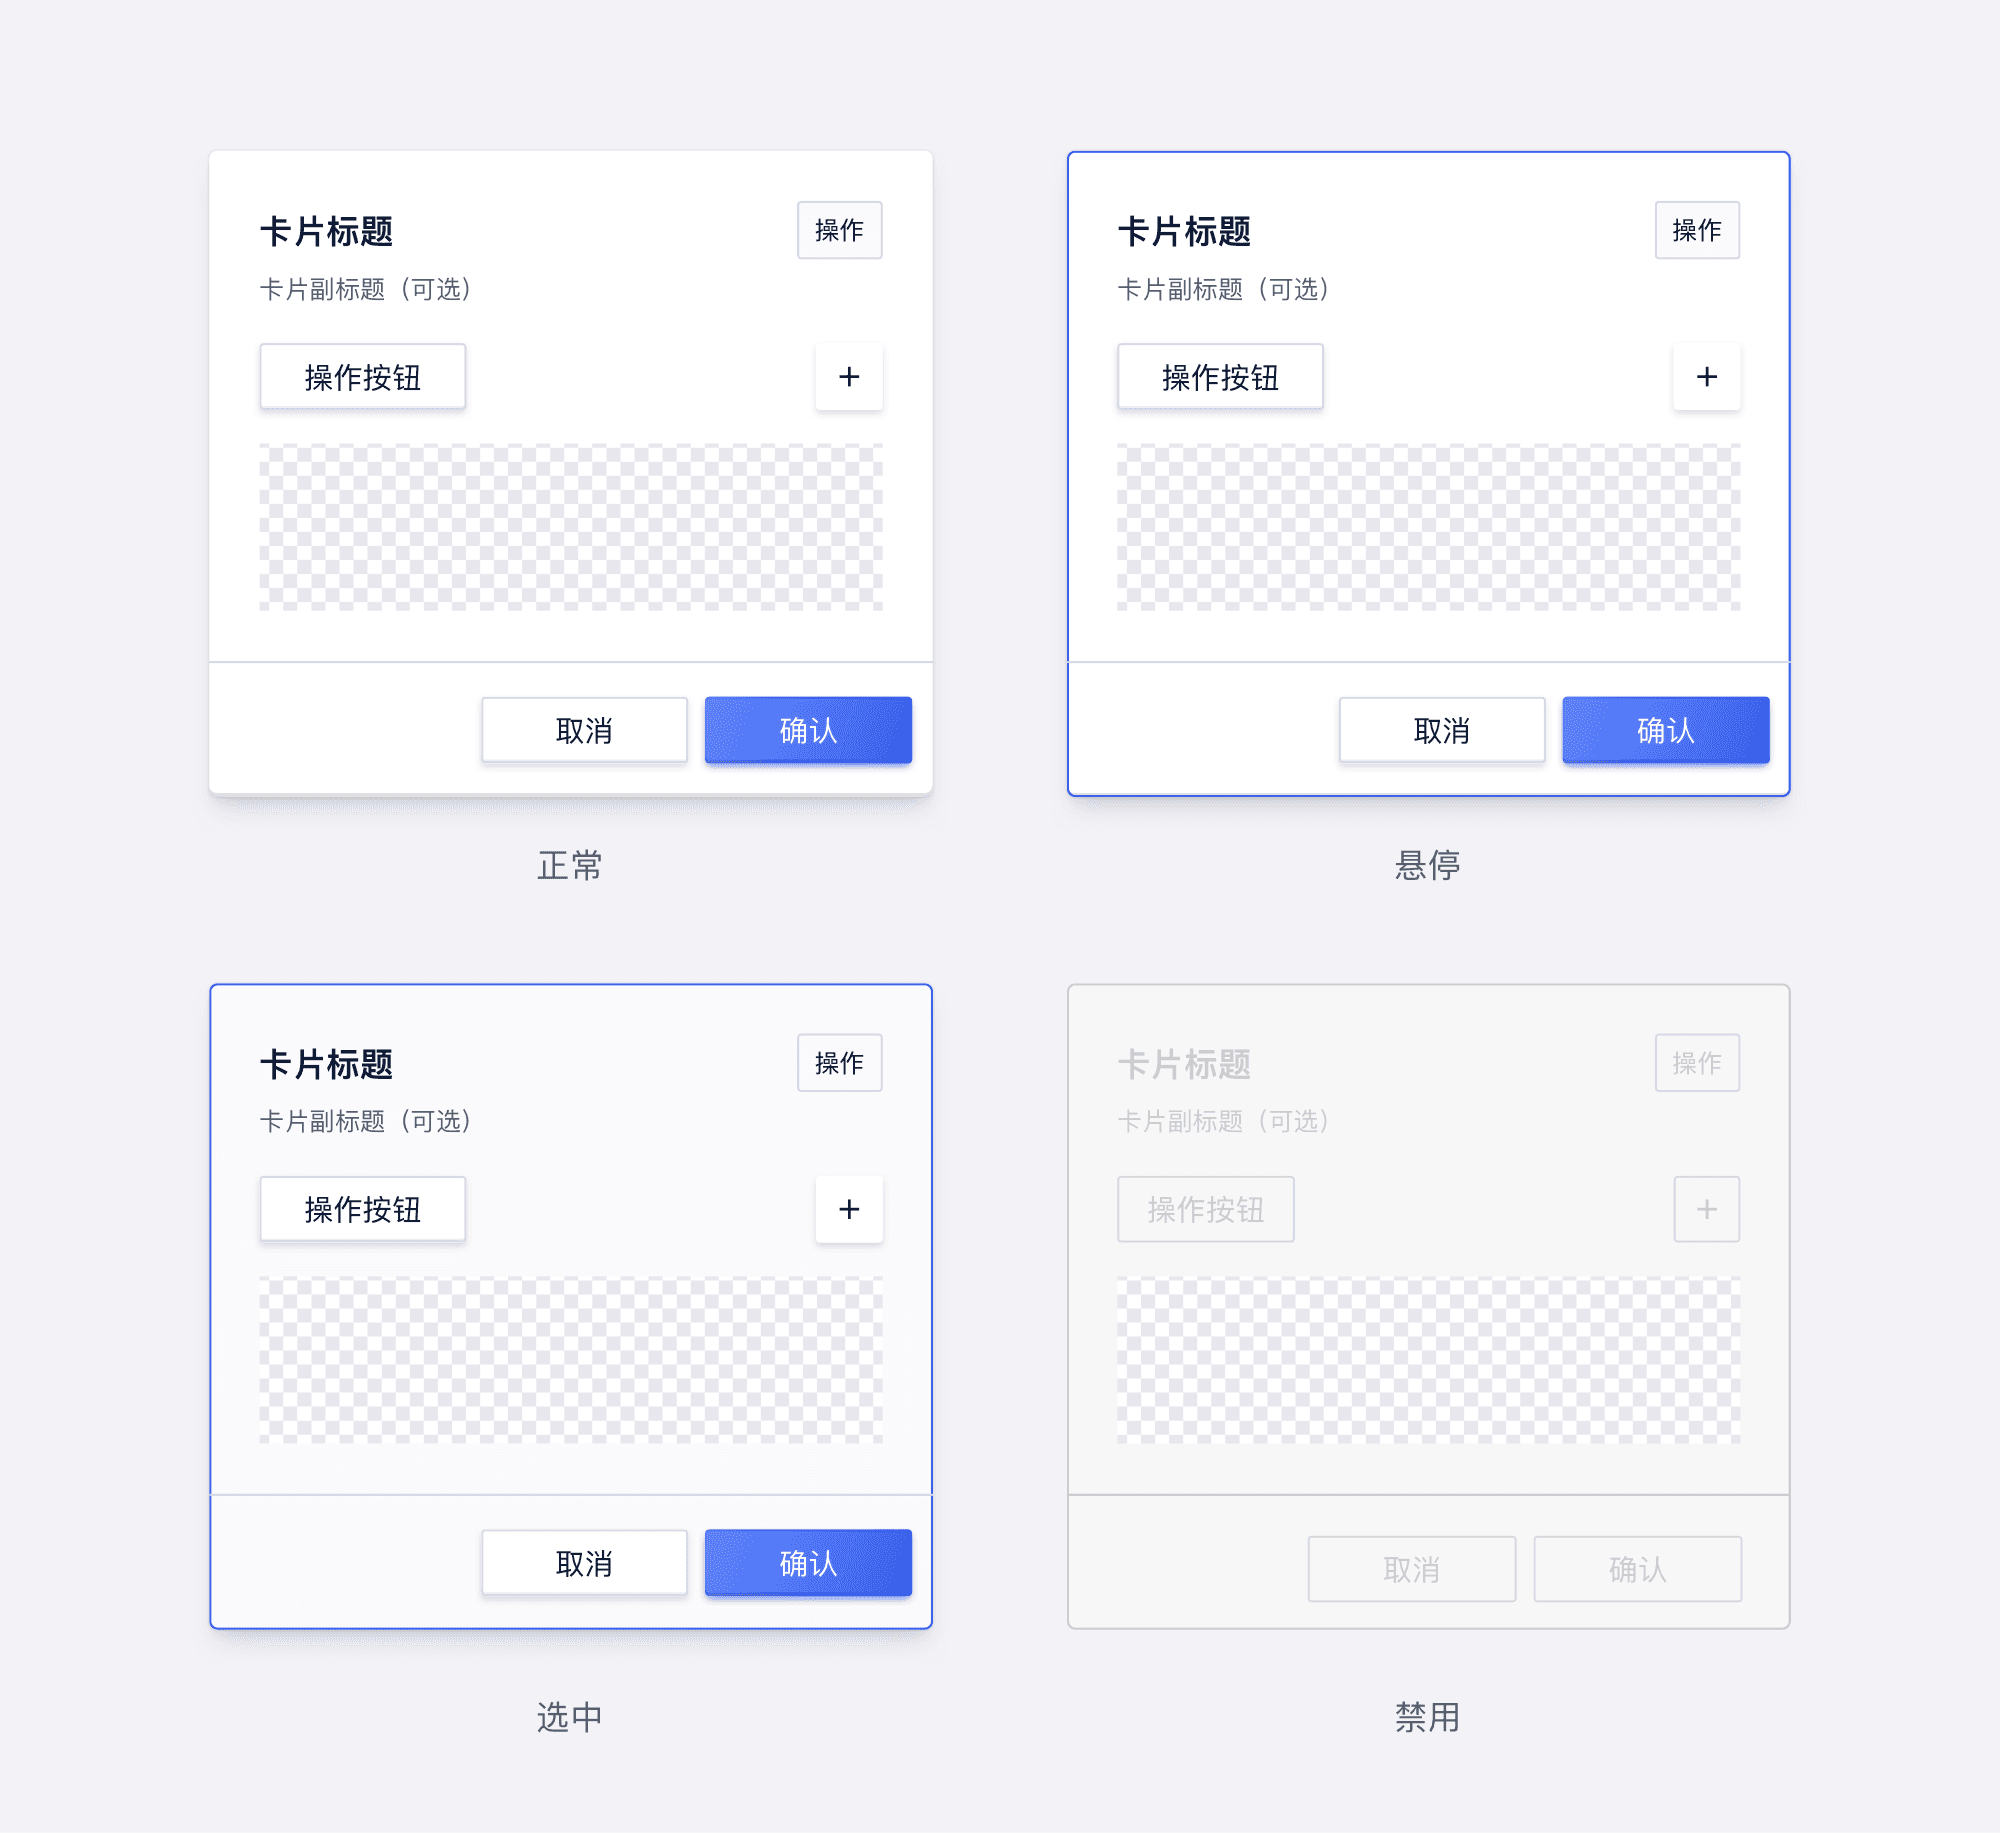 卡片标题
操作
卡片副标题（可选）
操作按钮
+
取消
确认
正常
卡片标题
操作
卡片副标题（可选）
操作按钮
+
取消
确认
悬停
卡片标题
操作
卡片副标题（可选）
操作按钮
+
取消
确认
选中
卡片标题
操作
卡片副标题（可选）
操作按钮
+
取消
确认
禁用